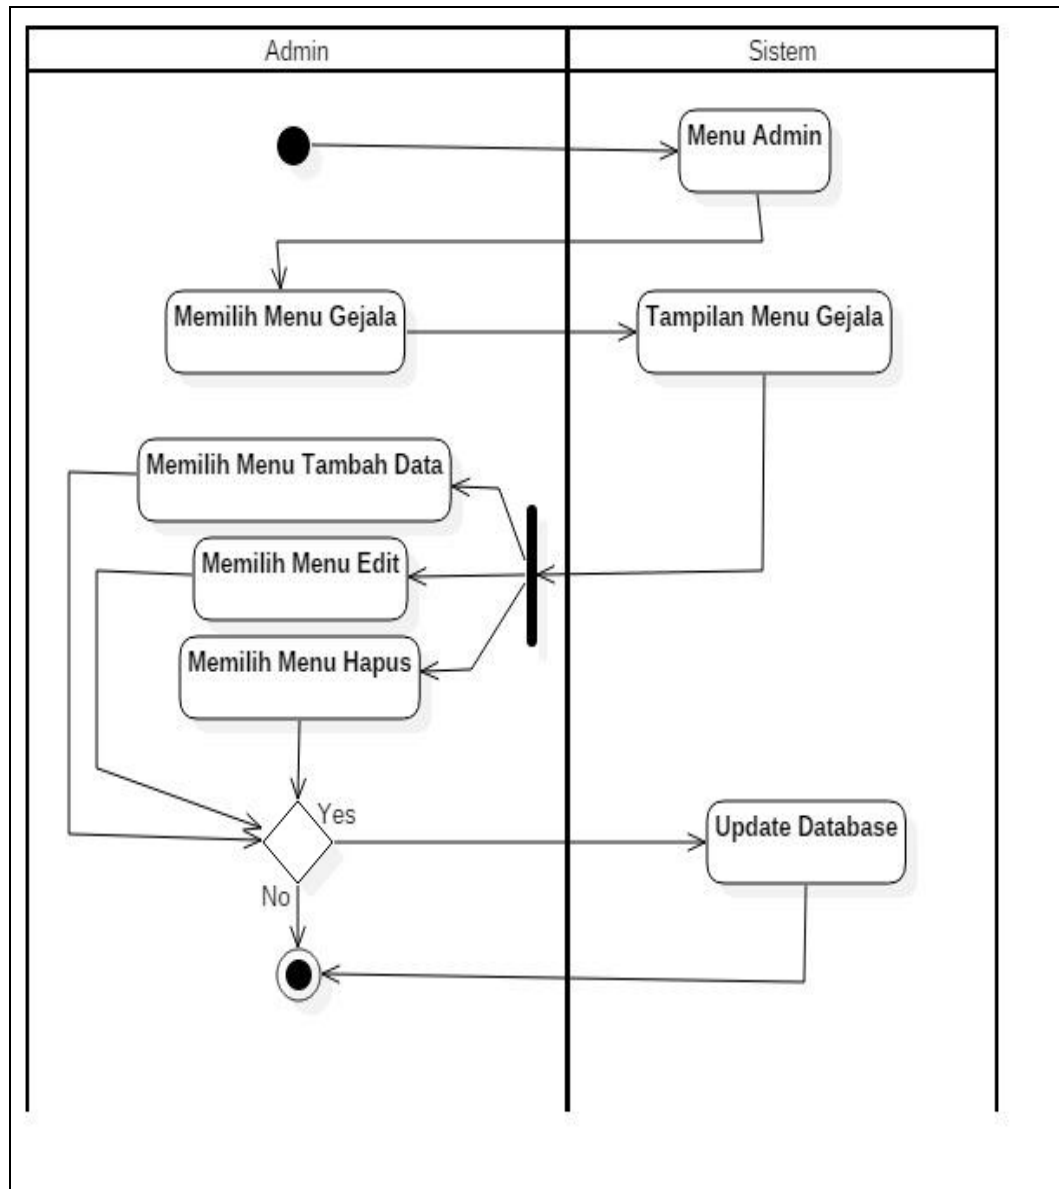 Admin
Sistem
Menu Admin
Memilih Menu Gejala
Tampilan Menu Gejala
Memilih Menu Tambah Data
Memilih Menu Edit
Memilih Menu Hapus
Yes
Update Database
No